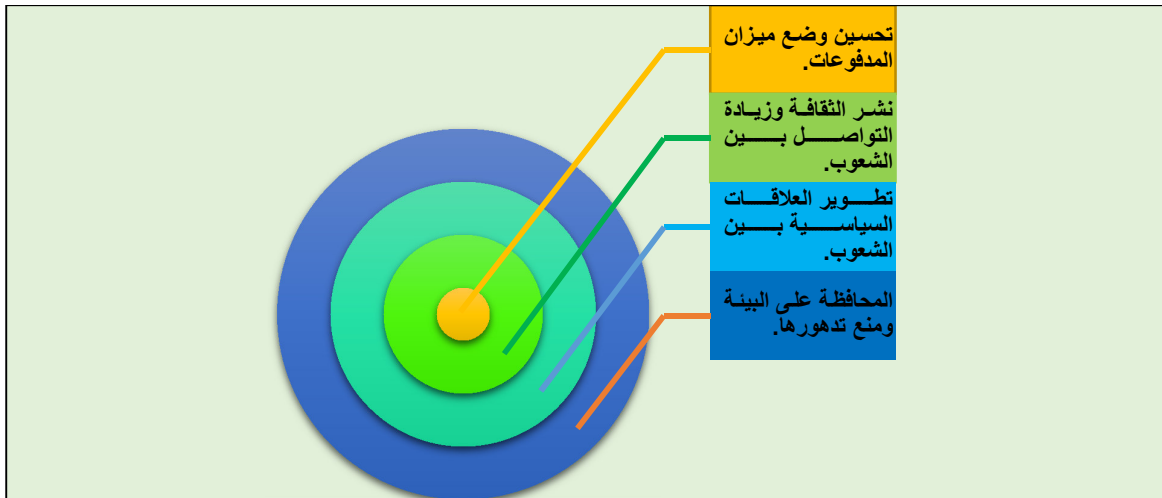 تحسين وضع ميزان
المدفوعات.
نشر الثقافة وزيادة
التواصل بين
الشعوب.
تطوير العلاقات
السياسية بين
الشعوب.
المحافظة على البيئة
ومنع تدهورها.